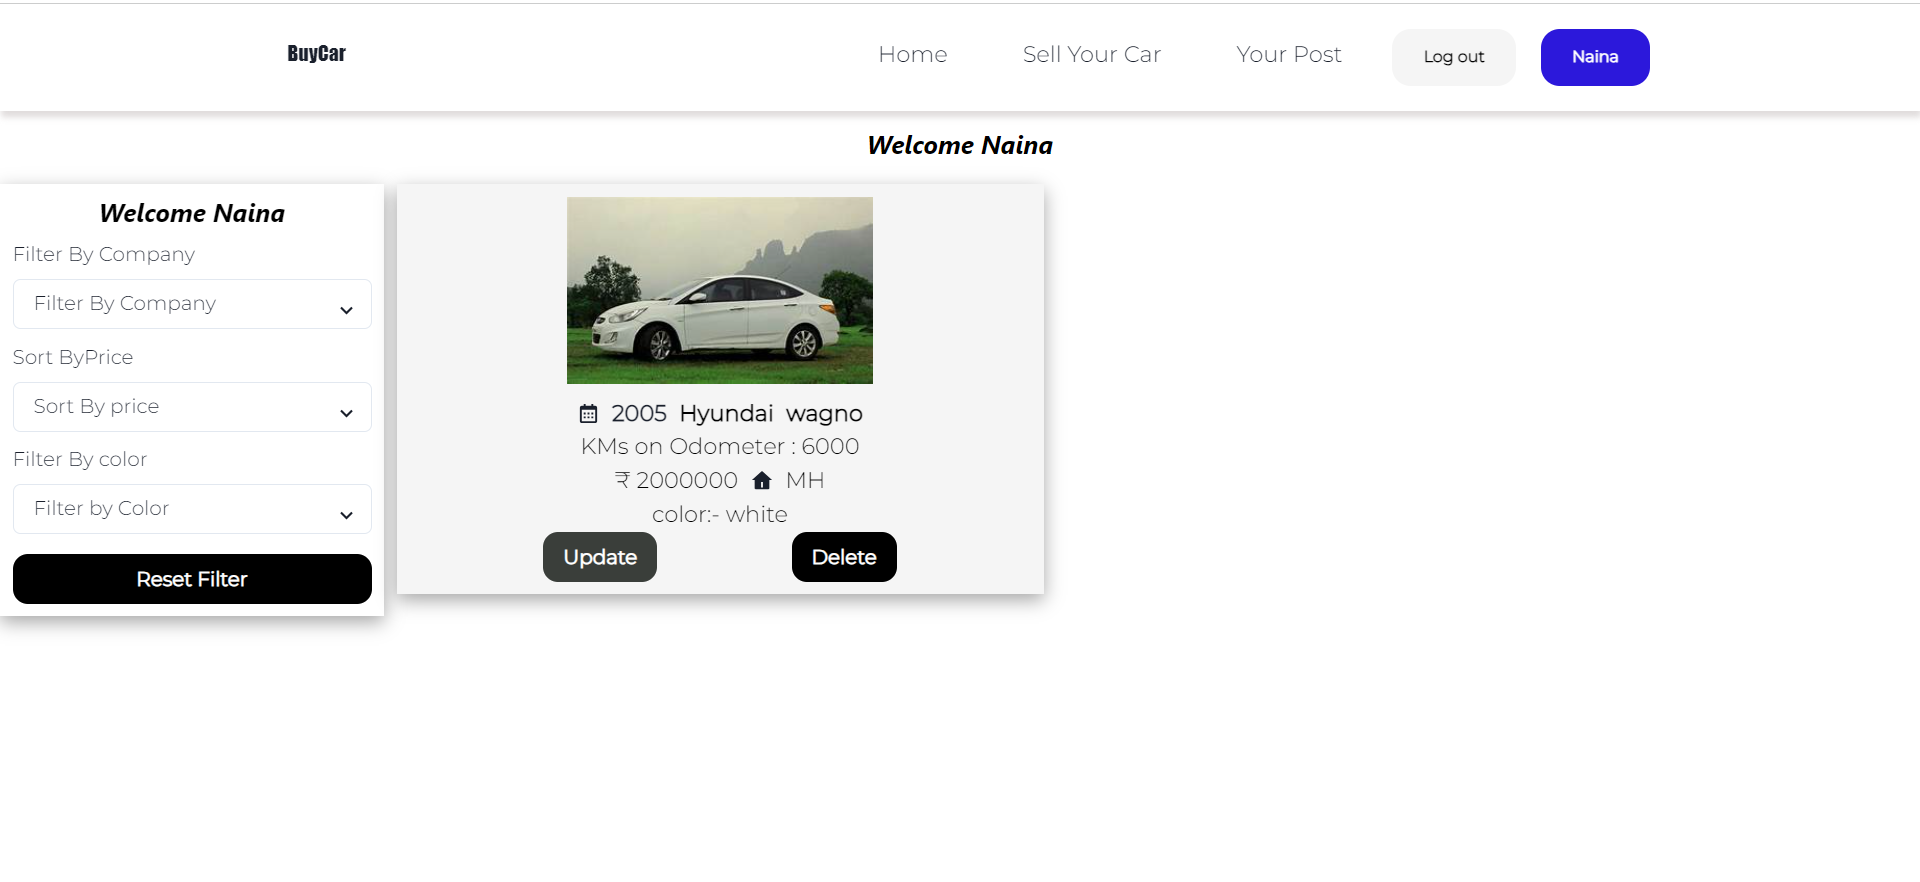 BuyCar Home Sell Your Car Your Post Log out Naina
Welcome Naina
Welcome Naina
Filter By Company
Filter By Company
Sort ByPrice
Sort By price
Filter By color
Filter by Color
Reset Filter
2005 Hyundai wagno
KMs on Odometer : 6000
₹ 2000000 MH
color:- white
Update Delete